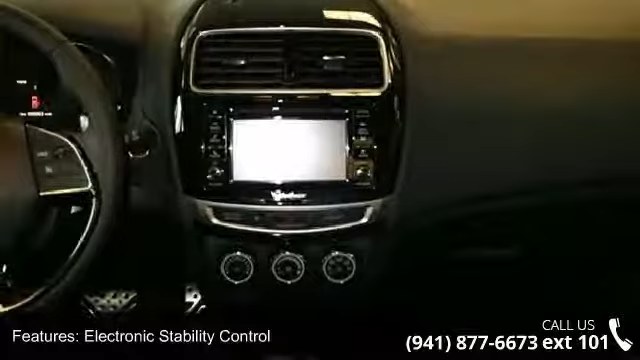 Features: Electronic Stability Control
CALL US
(941) 877-6673 ext 101